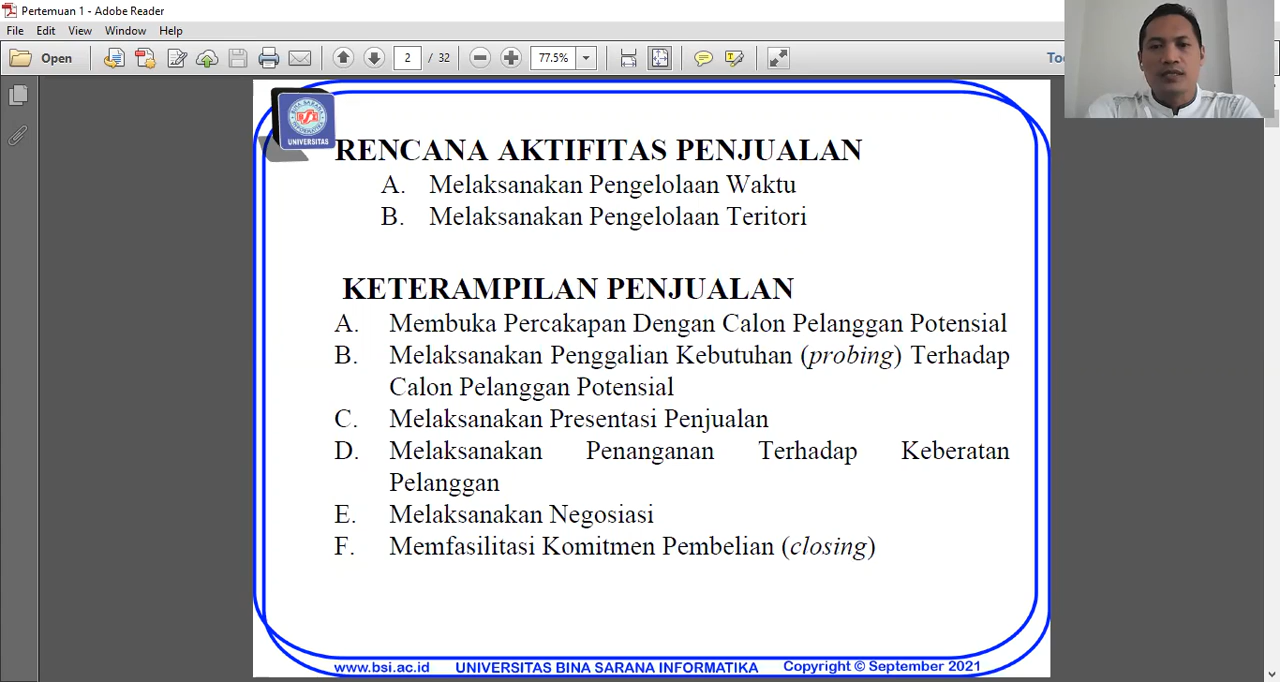 Pertemuan 1 - Adobe Reader
File Edit View Window Help
Open 2 / 32 77.5%
UNIVERSITAS
RENCANA AKTIFITAS PENJUALAN
A. Melaksanakan Pengelolaan Waktu
B. Melaksanakan Pengelolaan Teritori
KETERAMPILAN PENJUALAN
A. Membuka Percakapan Dengan Calon Pelanggan Potensial
B. Melaksanakan Penggalian Kebutuhan (probing) Terhadap
Calon Pelanggan Potensial
C. Melaksanakan Presentasi Penjualan
D. Melaksanakan Penanganan Terhadap Keberatan
Pelanggan
E. Melaksanakan Negosiasi
F. Memfasilitasi Komitmen Pembelian (closing)
www.bsi.ac.id UNIVERSITAS BINA SARANA INFORMATIKA Copyright © September 2021